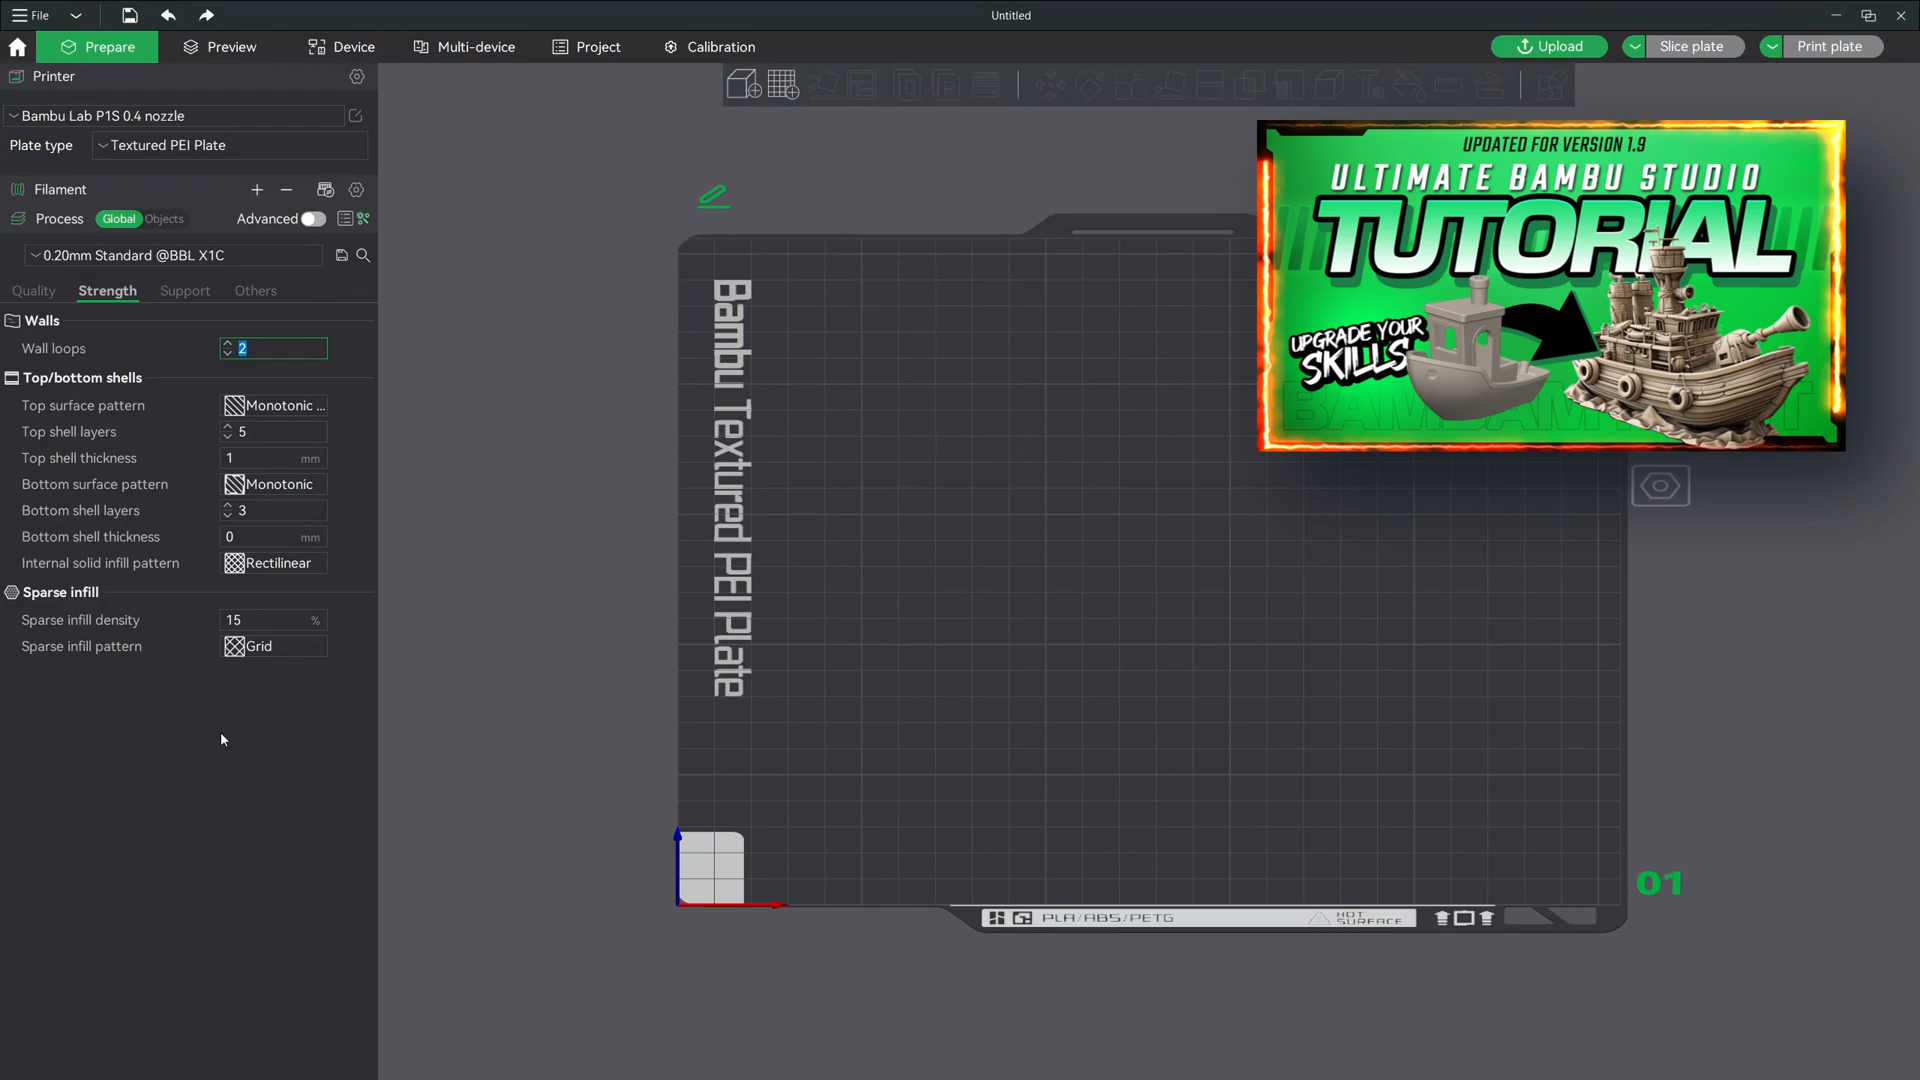 File
Untitled
Prepare
Preview
Device
Multi-device
Project
Calibration
Upload
Slice plate
Print plate
Printer
Bambu Lab P1S 0.4 nozzle
Plate type
Textured PEI Plate
Filament
Process
Global
Objects
Advanced
0.20mm Standard @BBL X1C
Quality
Strength
Support
Others
Walls
Wall loops
2
Top/bottom shells
Top surface pattern
Monotonic ...
Top shell layers
5
Top shell thickness
1 mm
Bottom surface pattern
Monotonic
Bottom shell layers
3
Bottom shell thickness
0 mm
Internal solid infill pattern
Rectilinear
Sparse infill
Sparse infill density
15 %
Sparse infill pattern
Grid
Bambu Textured PEI Plate
UPDATED FOR VERSION 1.9
ULTIMATE BAMBU STUDIO
TUTORIAL
UPGRADE YOUR
SKILLS
01
PLA/ABS/PETG
HOT
SURFACE